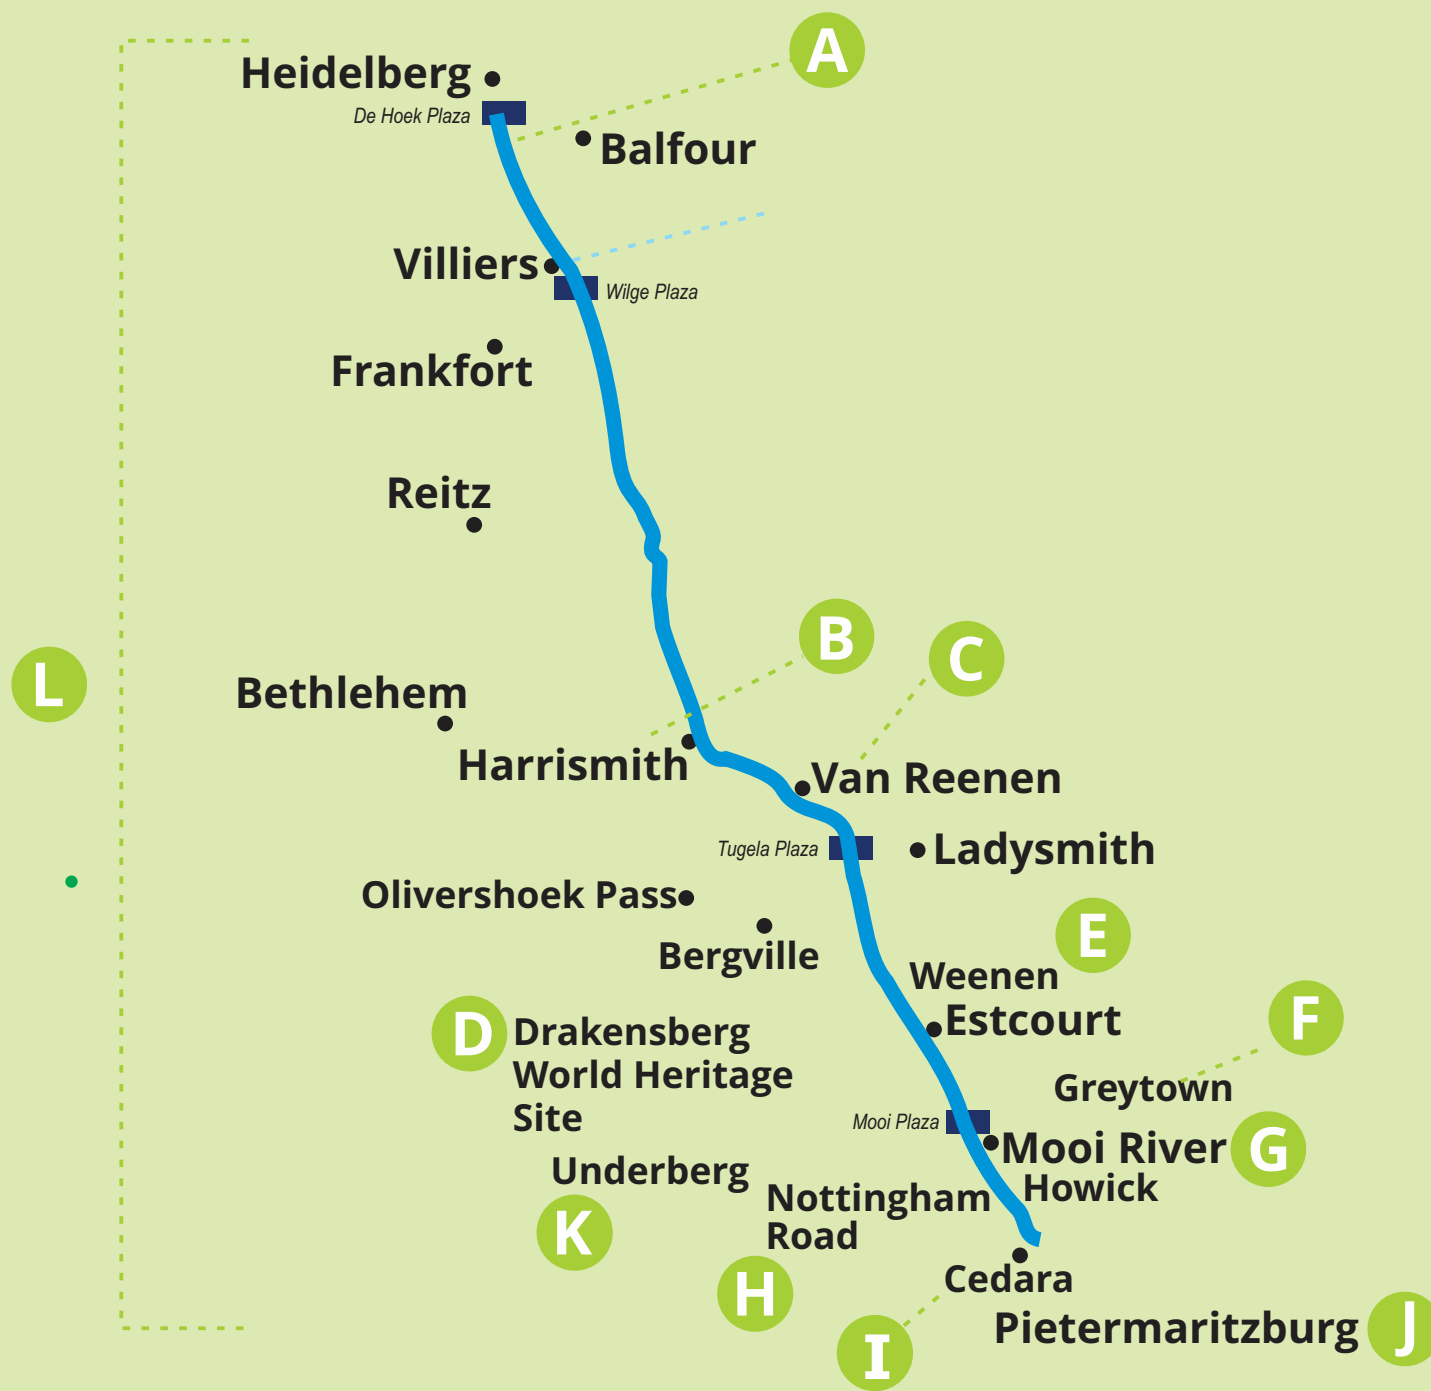 A
Heidelberg
De Hoek Plaza
Balfour
Villiers
Wilge Plaza
Frankfort
Reitz
B
C
L
Bethlehem
Harrismith
Van Reenen
Tugela Plaza
Ladysmith
Olivershoek Pass
Bergville
E
Weenen
Estcourt
F
D
Drakensberg
World Heritage
Site
Greytown
Mooi Plaza
Mooi River
G
Underberg
Howick
Nottingham
Road
K
Cedara
H
Pietermaritzburg
J
I